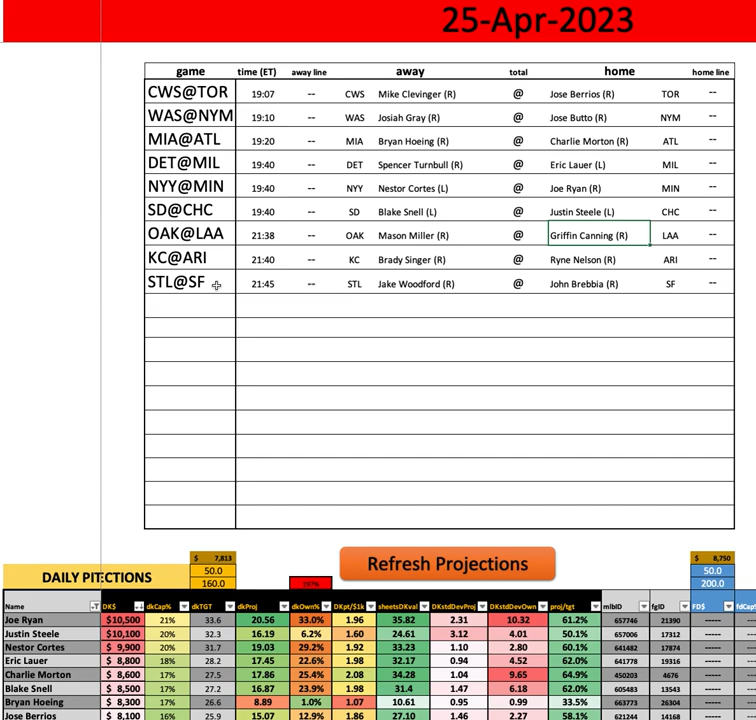 25-Apr-2023
game time (ET) away line away total home home line
CWS@TOR 19:07 -- CWS Mike Clevinger (R) @ Jose Berrios (R) TOR --
WAS@NYM 19:10 -- WAS Josiah Gray (R) @ Jose Butto (R) NYM --
MIA@ATL 19:20 -- MIA Bryan Hoeing (R) @ Charlie Morton (R) ATL --
DET@MIL 19:40 -- DET Spencer Turnbull (R) @ Eric Lauer (L) MIL --
NYY@MIN 19:40 -- NYY Nestor Cortes (L) @ Joe Ryan (R) MIN --
SD@CHC 19:40 -- SD Blake Snell (L) @ Justin Steele (L) CHC --
OAK@LAA 21:38 -- OAK Mason Miller (R) @ Griffin Canning (R) LAA --
KC@ARI 21:40 -- KC Brady Singer (R) @ Ryne Nelson (R) ARI --
STL@SF 21:45 -- STL Jake Woodford (R) @ John Brebbia (R) SF --
$ 7,813 Refresh Projections $ 8,750
DAILY PITCHING PROJECTIONS 50.0 50.0
160.0 200.0
Name DK$ dkCap% dkTGT dkProj dkOwn% DKpt/$1k sheetsDKval DKstdDevProj DKstdDevOwn proj/tgt mlbID fgID FD$ fdCap
Joe Ryan $10,500 21% 33.6 20.56 33.0% 1.96 35.82 2.31 10.32 61.2% 657746 21390 -----
Justin Steele $10,100 20% 32.3 16.19 6.2% 1.60 24.61 3.12 4.01 50.1% 657006 17312 -----
Nestor Cortes $ 9,900 20% 31.7 19.03 29.2% 1.92 33.23 1.10 2.80 60.1% 641482 17874 -----
Eric Lauer $ 8,800 18% 28.2 17.45 22.6% 1.98 32.17 0.94 4.52 62.0% 641778 19316 -----
Charlie Morton $ 8,600 17% 27.5 17.86 25.4% 2.08 34.28 1.04 9.65 64.9% 450203 4676 -----
Blake Snell $ 8,500 17% 27.2 16.87 23.9% 1.98 31.4 1.47 6.18 62.0% 605483 13543 -----
Bryan Hoeing $ 8,300 17% 26.6 8.89 1.0% 1.07 10.61 0.95 0.99 33.5% 663773 26304 -----
Jose Berrios $ 8,100 16% 25.9 15.07 12.9% 1.86 27.10 1.46 2.27 58.1% 621244 14168 -----